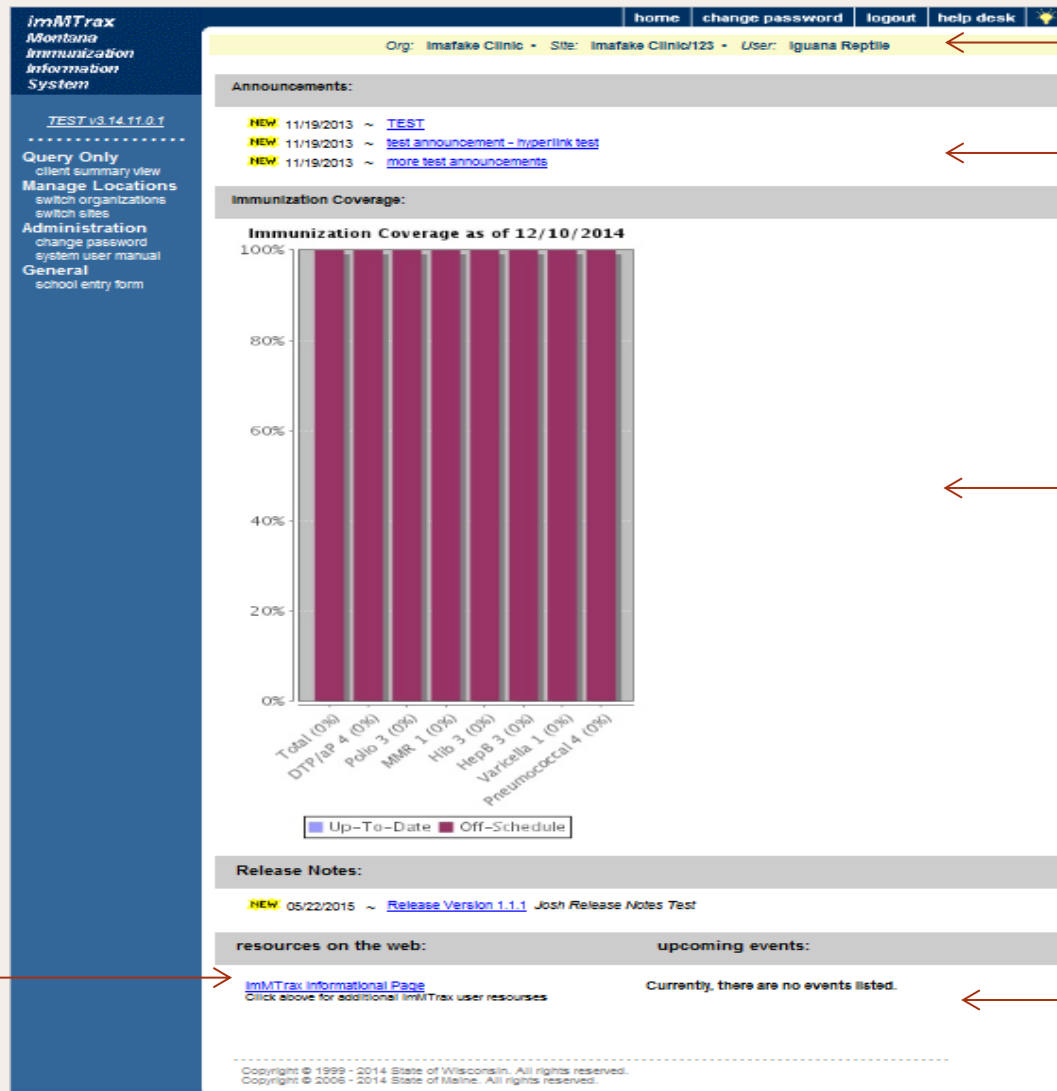 imMTrax
Montana
Immunization
Information
System
home change password logout help desk
Org: Imafake Clinic • Site: Imafake Clinic/123 • User: Iguana Reptile
TEST v3.14.11.0.1
Query Only
client summary view
Manage Locations
switch organizations
switch sites
Administration
change password
system user manual
General
school entry form
Announcements:
NEW 11/19/2013 ~ TEST
NEW 11/19/2013 ~ test announcement - hyperlink test
NEW 11/19/2013 ~ more test announcements
Immunization Coverage:
Immunization Coverage as of 12/10/2014
100%
80%
60%
40%
20%
0%
Total (0%)
DTP/aP 4 (0%)
Polio 3 (0%)
MMR 1 (0%)
Hib 3 (0%)
HepB 3 (0%)
Varicella 1 (0%)
Pneumococcal 4 (0%)
Up-To-Date Off-Schedule
Release Notes:
NEW 05/22/2015 ~ Release Version 1.1.1 Josh Release Notes Test
resources on the web: upcoming events:
imMTrax Informational Page Currently, there are no events listed.
Click above for additional imMTrax user resourses
Copyright © 1999 - 2014 State of Wisconsin. All rights reserved.
Copyright © 2006 - 2014 State of Maine. All rights reserved.